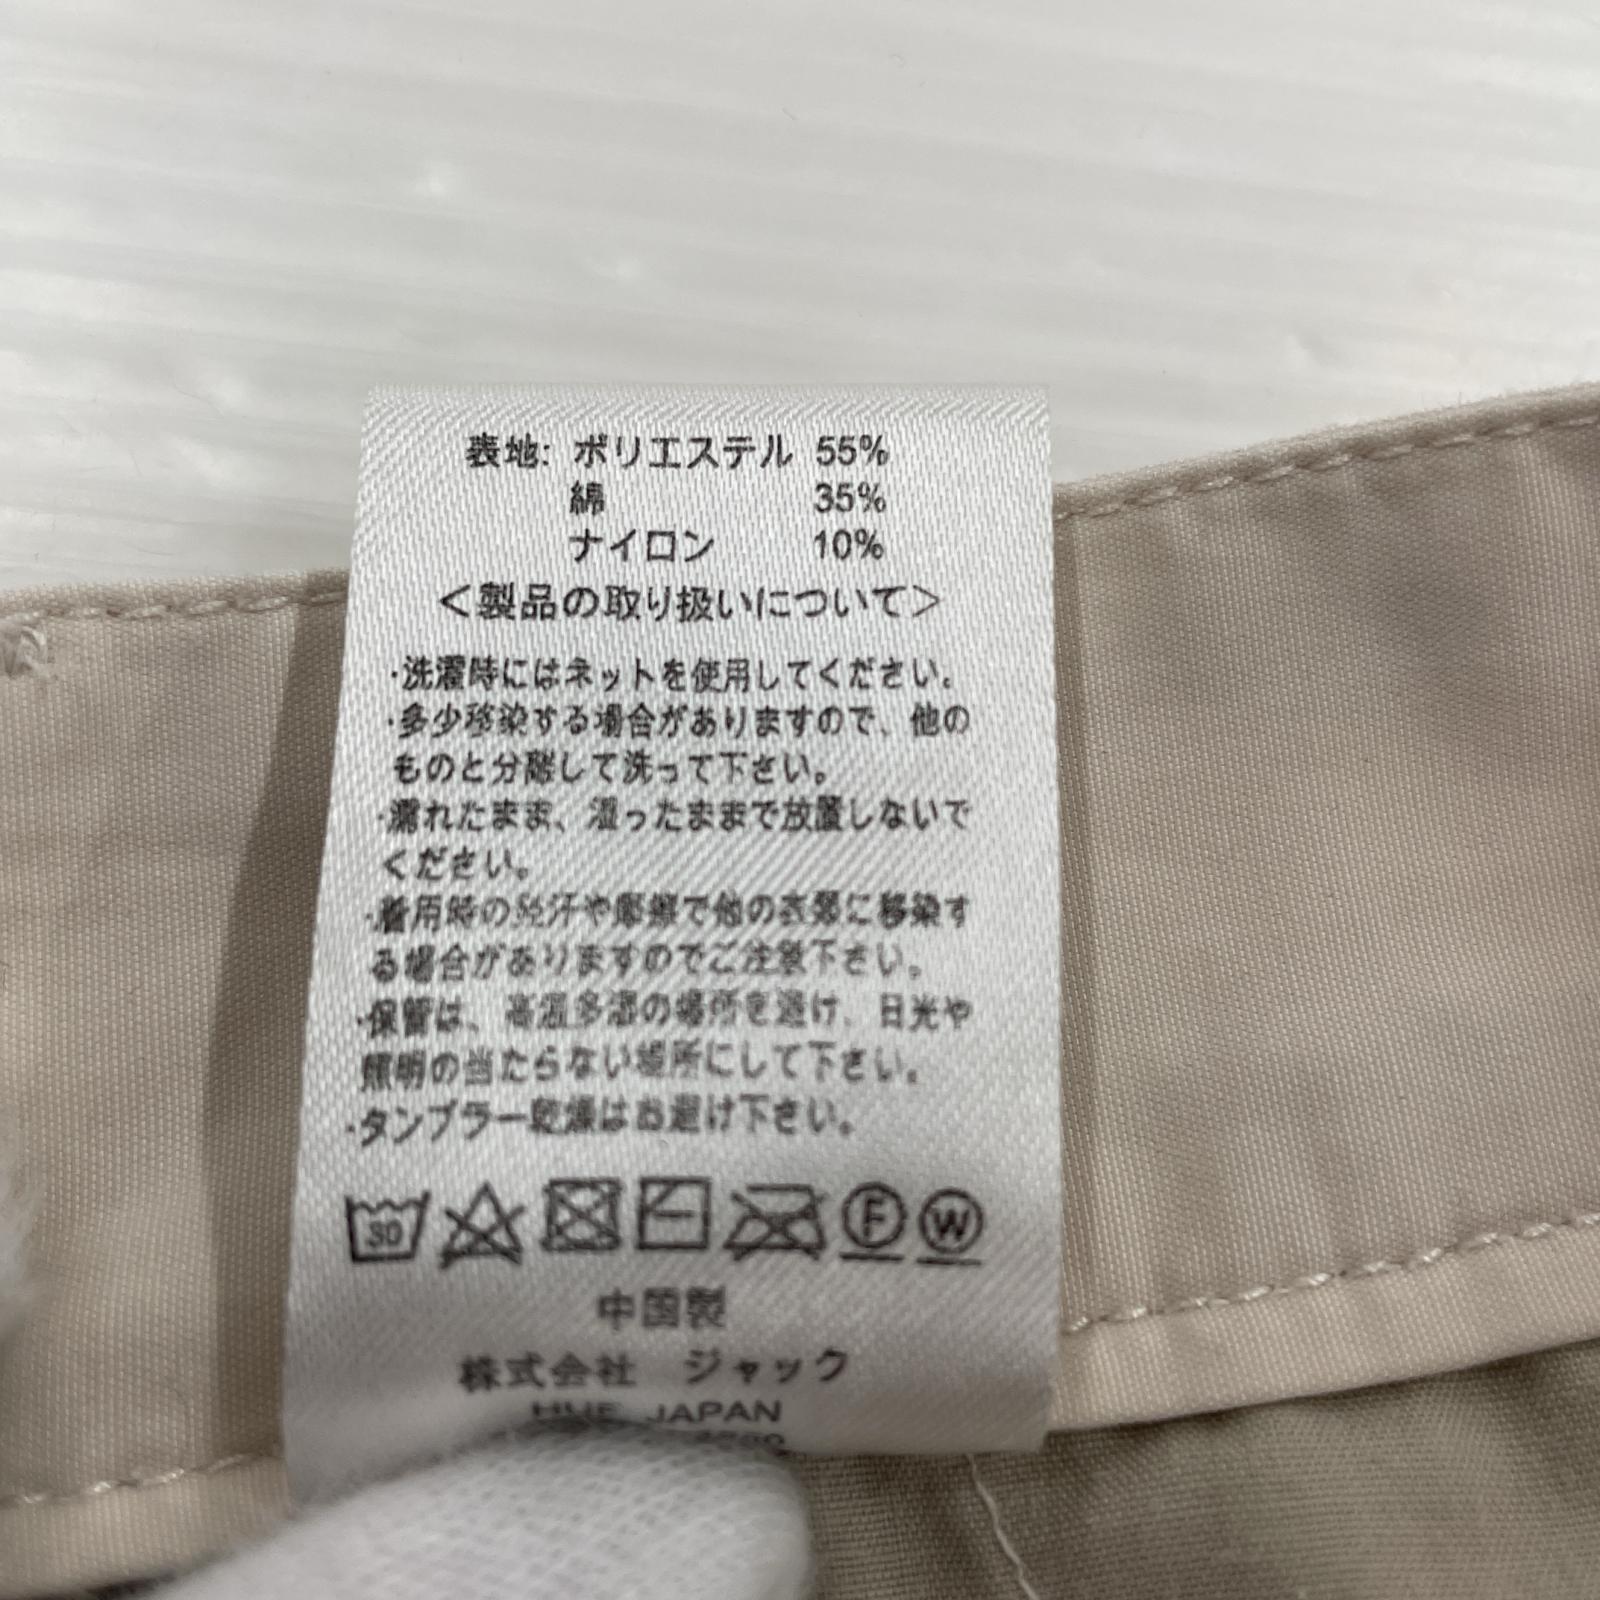 表地: ポリエステル 55%
綿 35%
ナイロン 10%
＜製品の取り扱いについて＞
・洗濯時にはネットを使用してください。
・多少移染する場合がありますので、他の
ものと分離して洗って下さい。
・濡れたまま、湿ったままで放置しないで
ください。
・着用時の発汗や摩擦で他の衣類に移染す
る場合がありますのでご注意下さい。
・保管は、高温多湿の場所を避け、日光や
照明の当たらない場所にして下さい。
・タンブラー乾燥はお避け下さい。
30 F W
中国製
株式会社 ジャック
HUE JAPAN